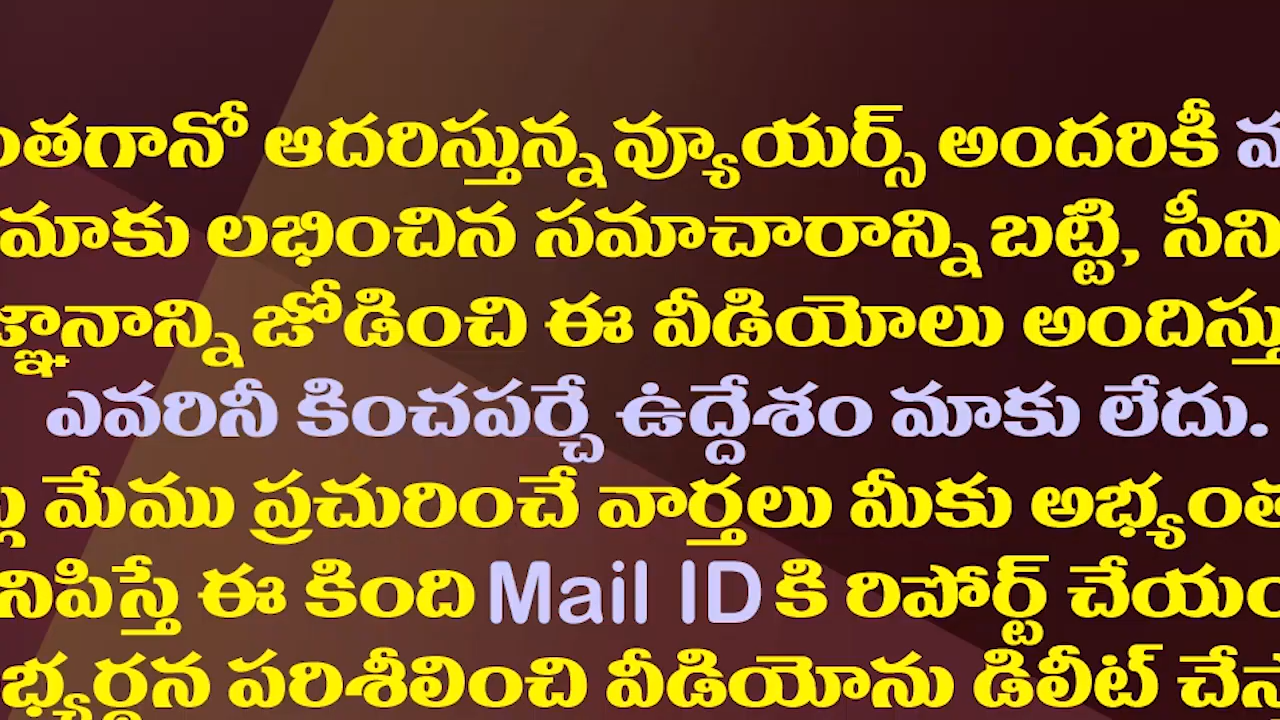 ంతగానో ఆదరిస్తున్న వ్యూయర్స్ అందరికీ
మాకు లభించిన సమాచారాన్ని బట్టి, సీని
జ్ఞానాన్ని జోడించి ఈ వీడియోలు అందిస్తు
ఎవరినీ కించపర్చే ఉద్దేశం మాకు లేదు.
మేము ప్రచురించే వార్తలు మీకు అభ్యంత
నిపిస్తే ఈ కింది Mail ID కి రిపోర్ట్ చేయం
భ్యర్థన పరిశీలించి వీడియోను డిలీట్ చేస